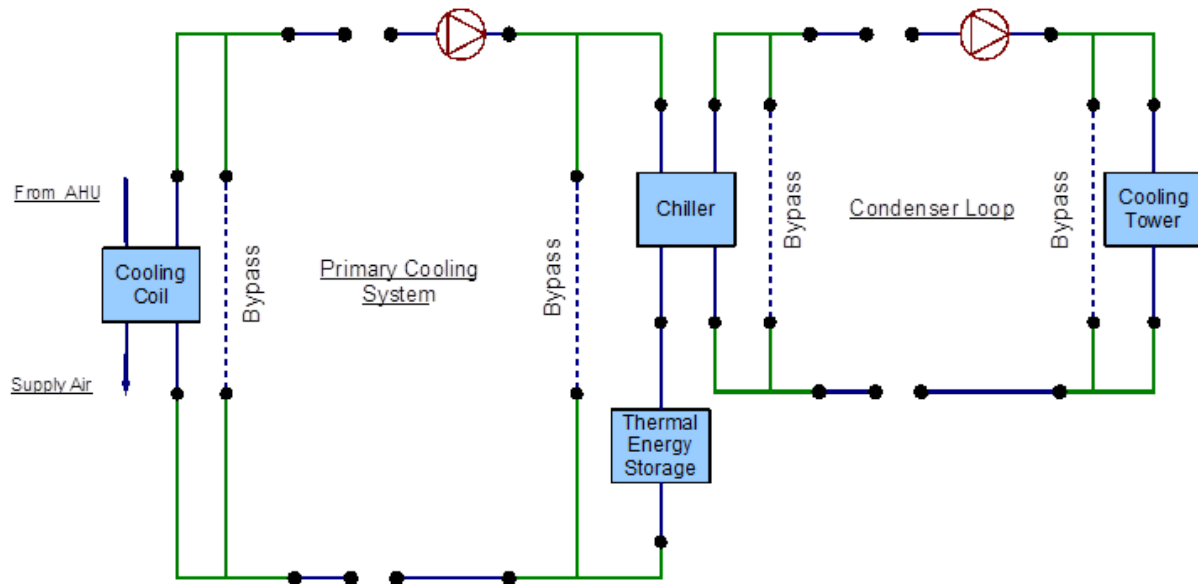 From AHU
Supply Air
Cooling
Coil
Bypass
Primary Cooling
System
Bypass
Chiller
Thermal
Energy
Storage
Bypass
Condenser Loop
Bypass
Cooling
Tower